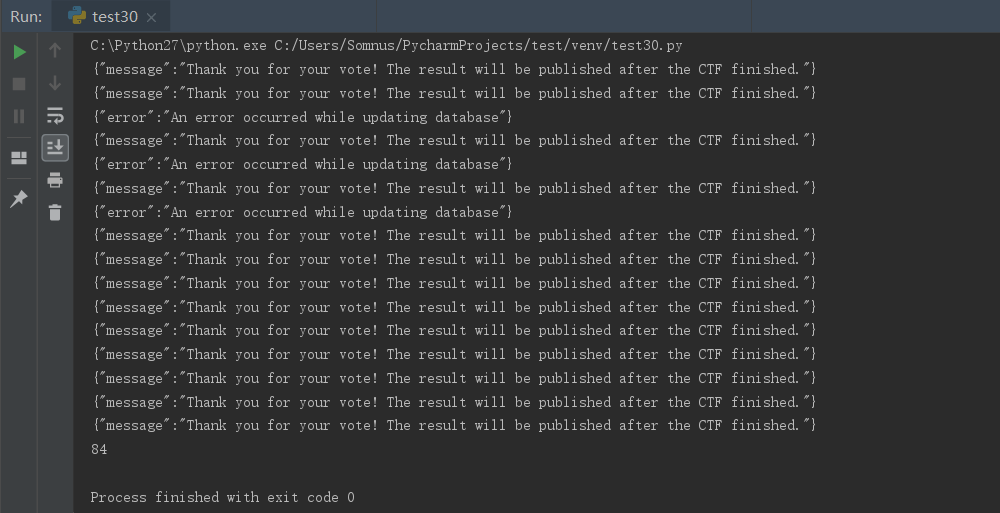 Run: test30
C:\Python27\python.exe C:/Users/Somnus/PycharmProjects/test/venv/test30.py
{"message":"Thank you for your vote! The result will be published after the CTF finished."}
{"message":"Thank you for your vote! The result will be published after the CTF finished."}
{"error":"An error occurred while updating database"}
{"message":"Thank you for your vote! The result will be published after the CTF finished."}
{"error":"An error occurred while updating database"}
{"message":"Thank you for your vote! The result will be published after the CTF finished."}
{"error":"An error occurred while updating database"}
{"message":"Thank you for your vote! The result will be published after the CTF finished."}
{"message":"Thank you for your vote! The result will be published after the CTF finished."}
{"message":"Thank you for your vote! The result will be published after the CTF finished."}
{"message":"Thank you for your vote! The result will be published after the CTF finished."}
{"message":"Thank you for your vote! The result will be published after the CTF finished."}
{"message":"Thank you for your vote! The result will be published after the CTF finished."}
{"message":"Thank you for your vote! The result will be published after the CTF finished."}
{"message":"Thank you for your vote! The result will be published after the CTF finished."}
{"message":"Thank you for your vote! The result will be published after the CTF finished."}
84
Process finished with exit code 0